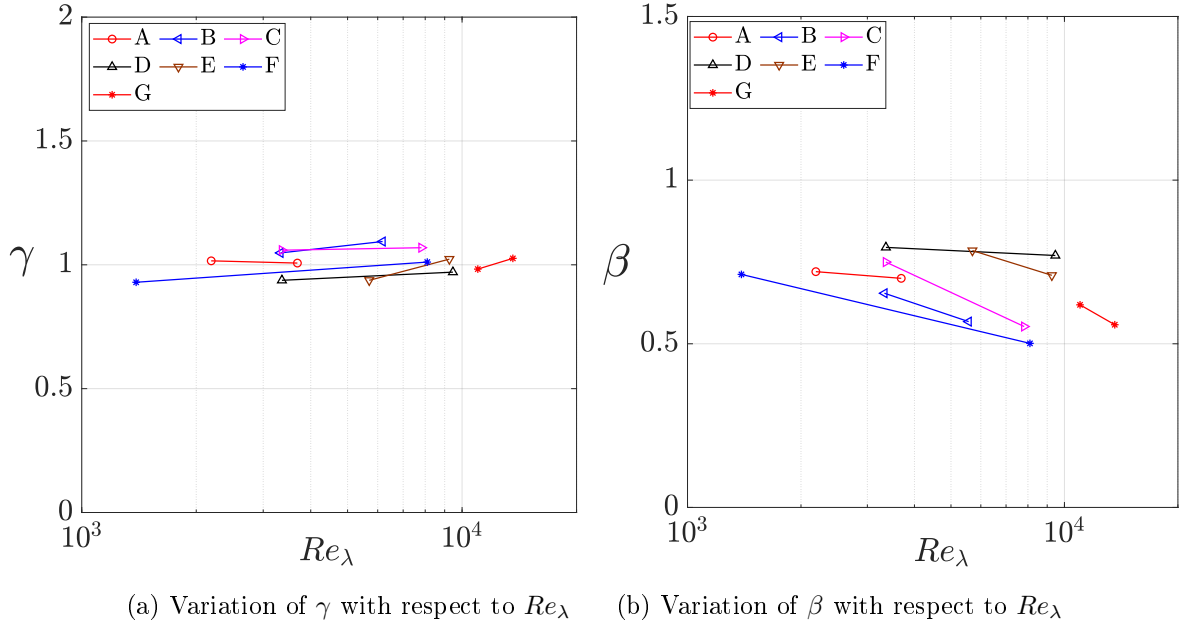 2
A B C
D E F
G
1.5
1
γ
0.5
0
10³ 10⁴
Re_λ
1.5
A B C
D E F
G
1
β
0.5
0
10³ 10⁴
Re_λ
(a) Variation of γ with respect to Re_λ
(b) Variation of β with respect to Re_λ